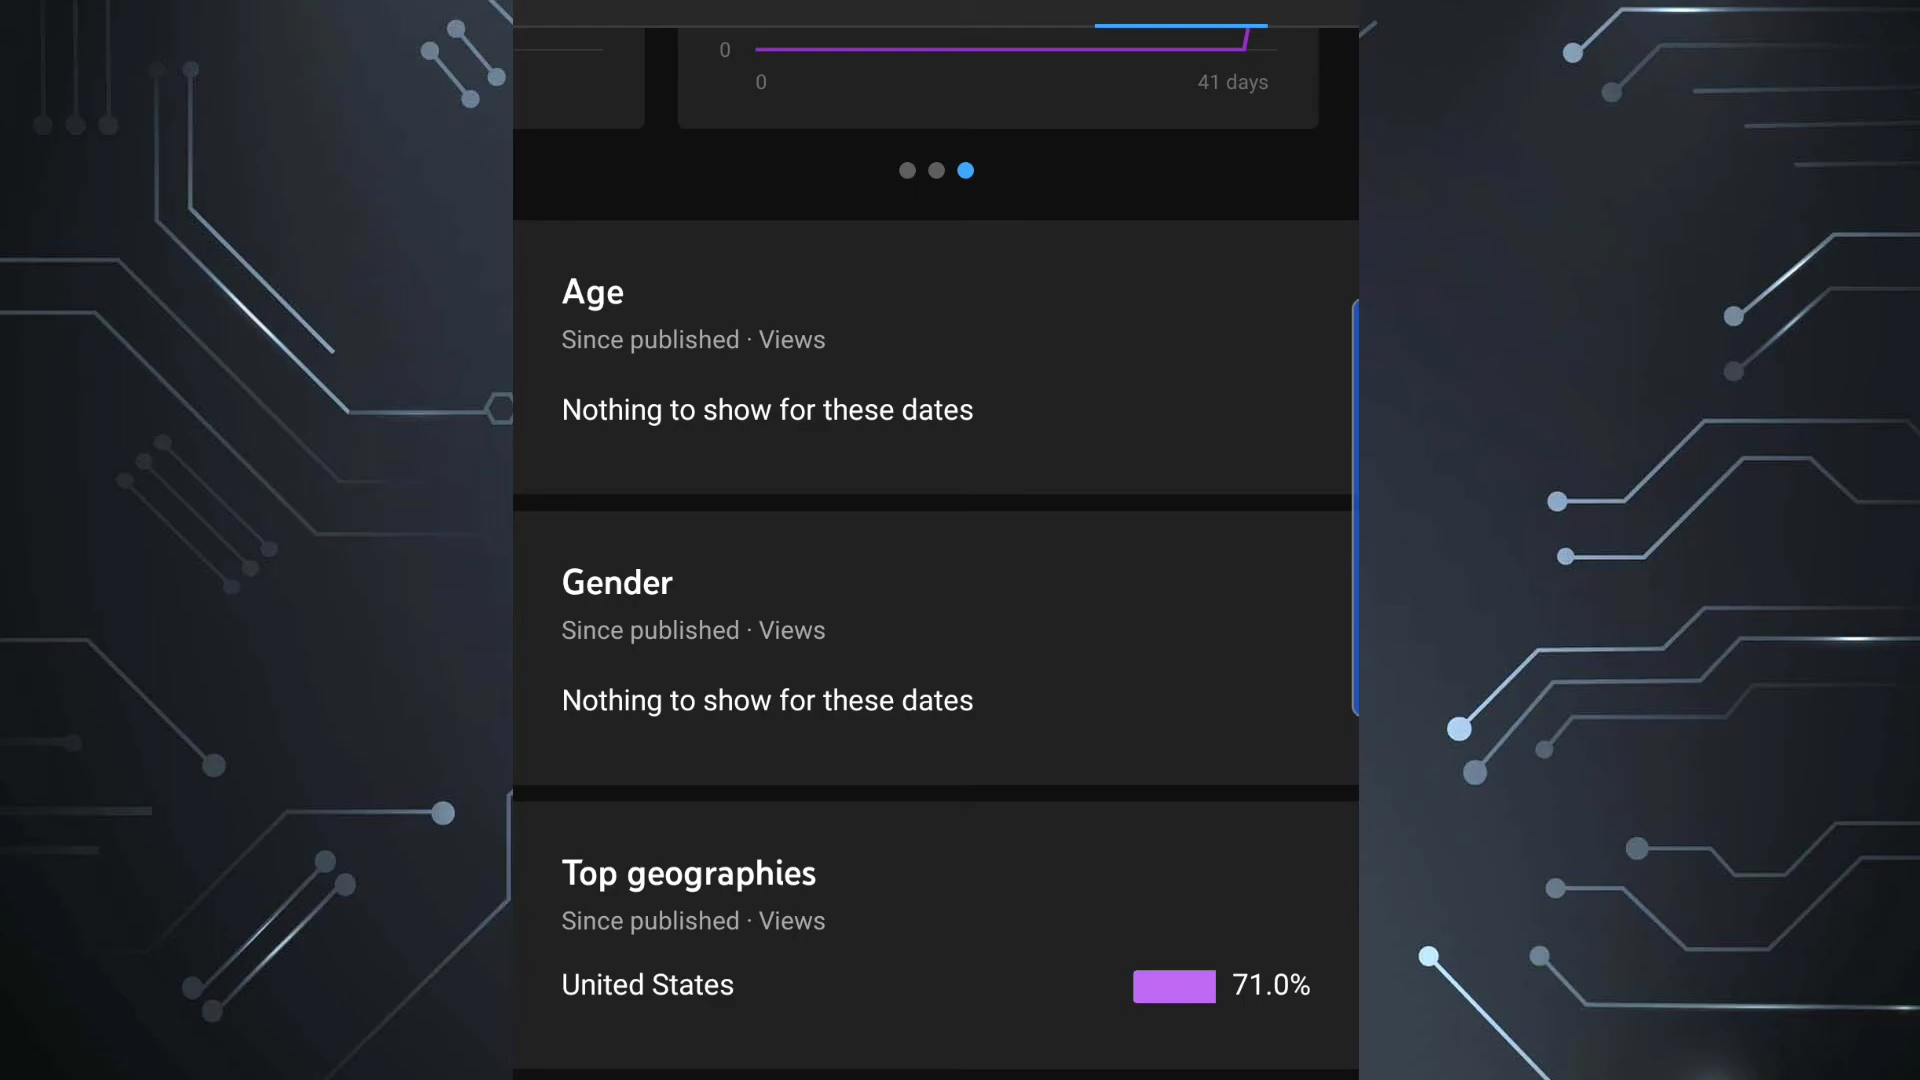 0
0 41 days
Age
Since published · Views
Nothing to show for these dates
Gender
Since published · Views
Nothing to show for these dates
Top geographies
Since published · Views
United States 71.0%